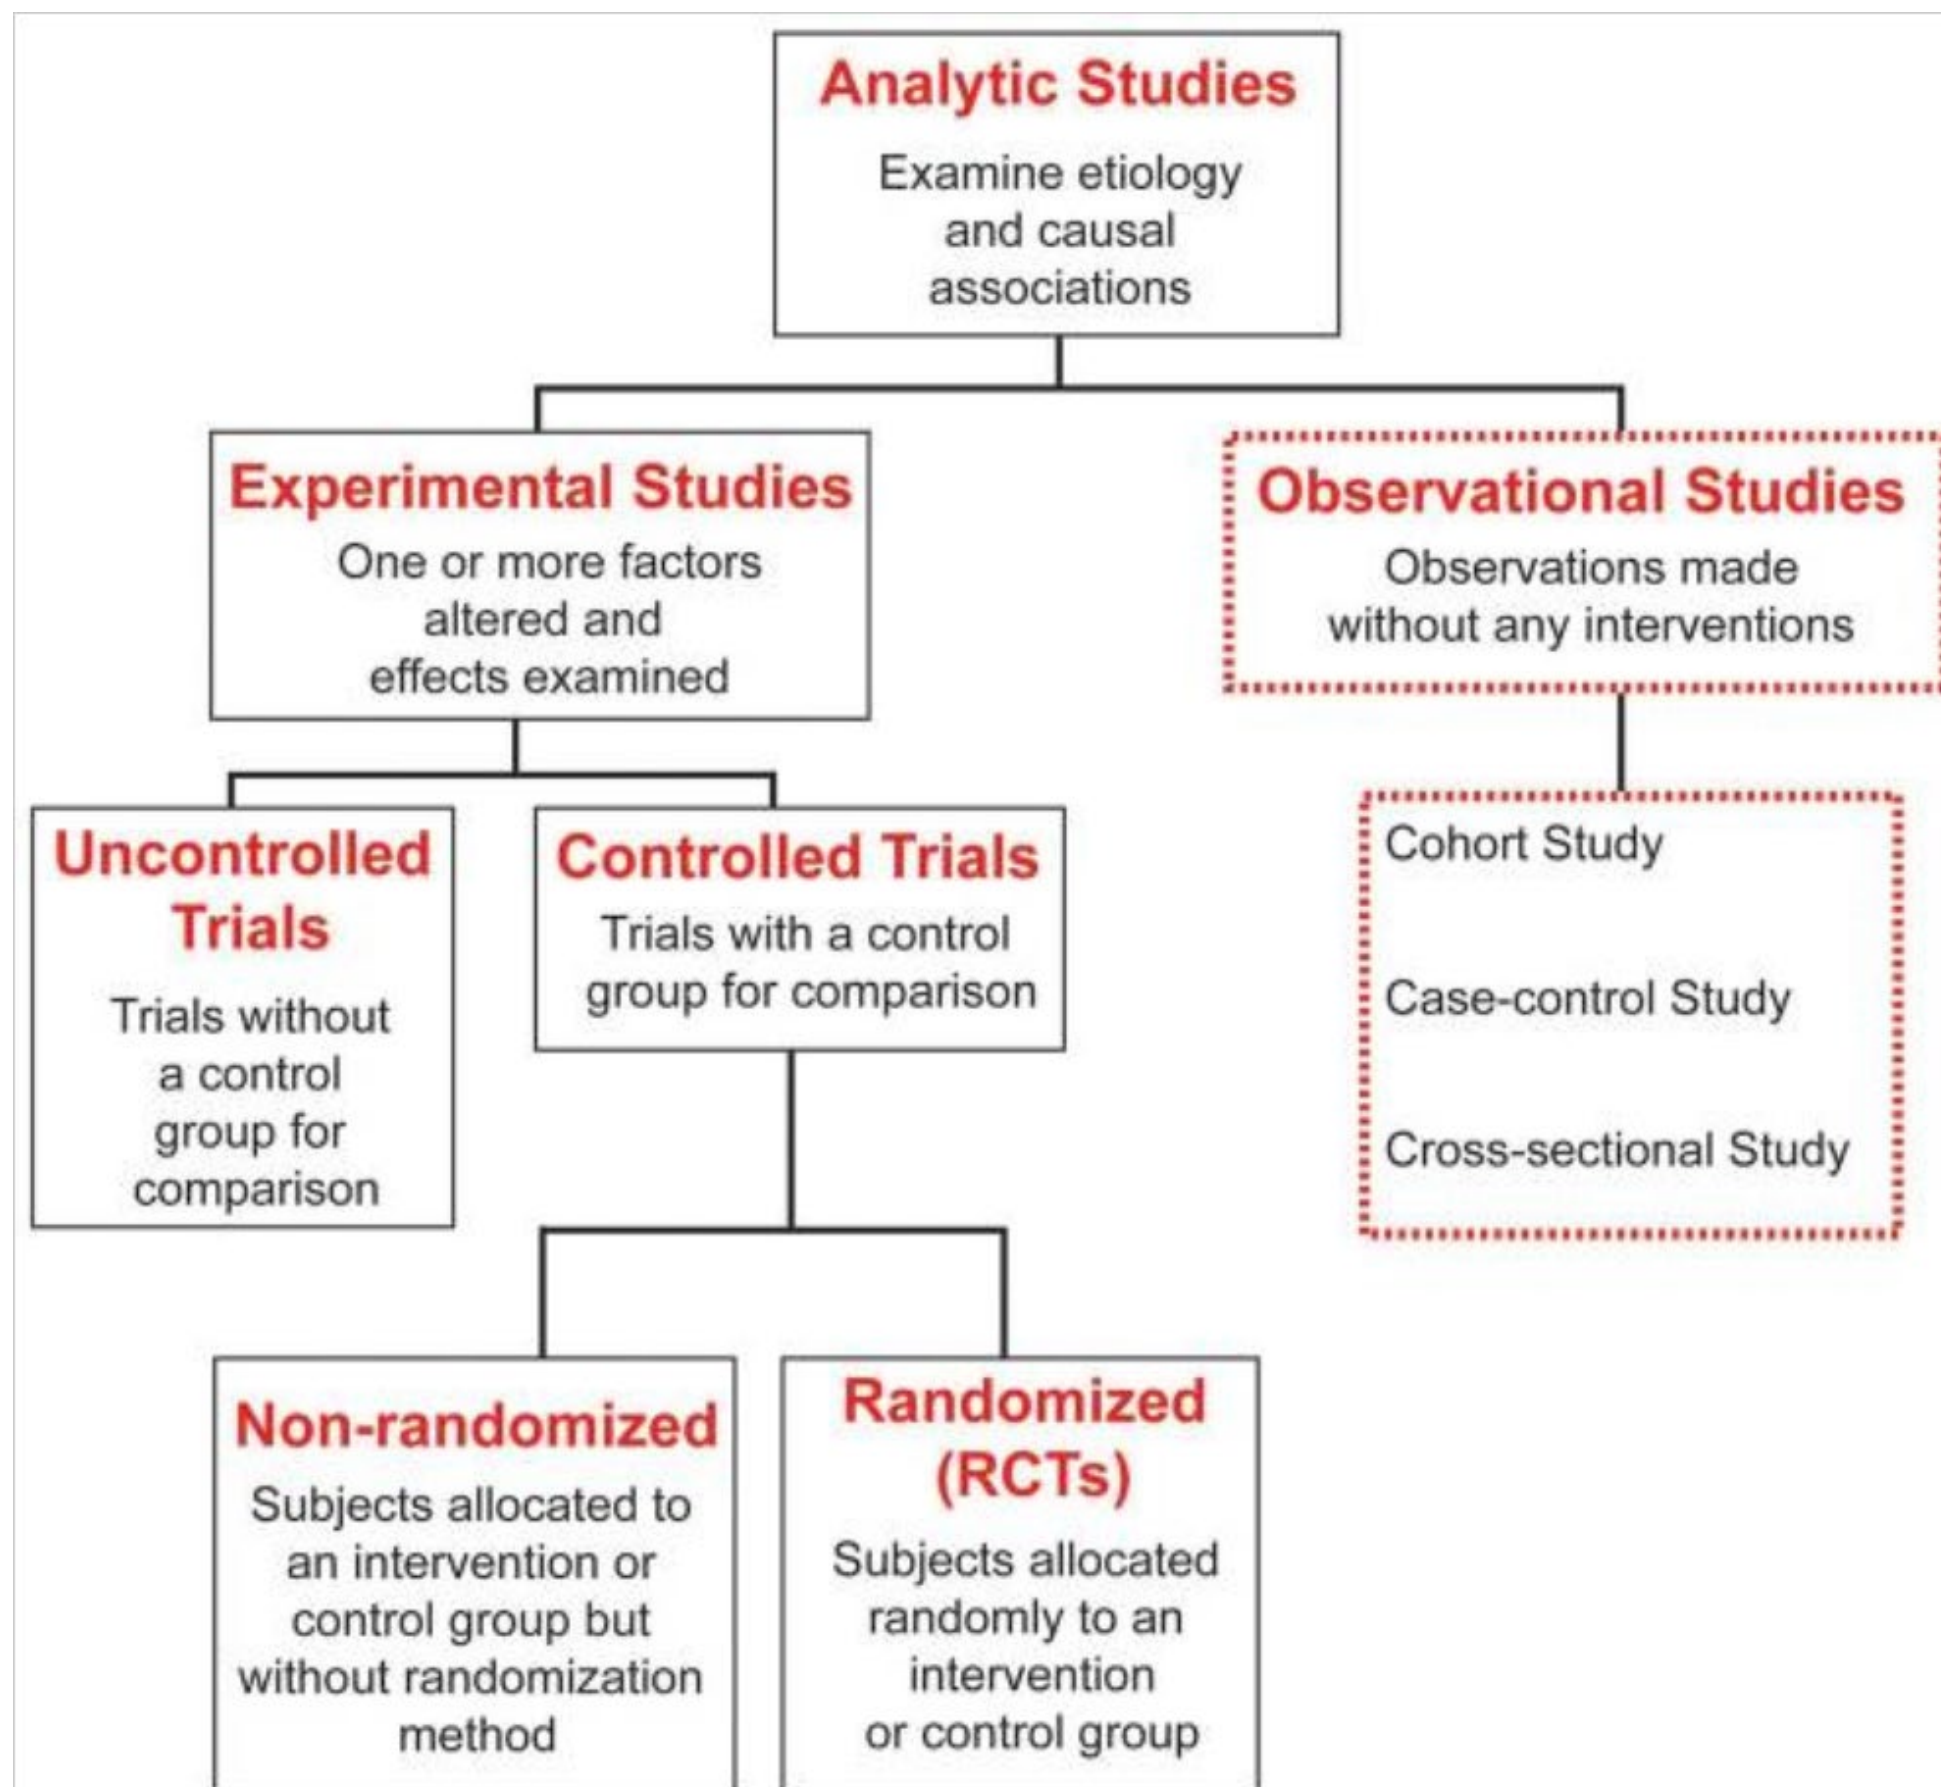 Analytic Studies
Examine etiology
and causal
associations
Experimental Studies
One or more factors
altered and
effects examined
Observational Studies
Observations made
without any interventions
Uncontrolled
Trials
Trials without
a control
group for
comparison
Controlled Trials
Trials with a control
group for comparison
Cohort Study
Case-control Study
Cross-sectional Study
Non-randomized
Subjects allocated to
an intervention or
control group but
without randomization
method
Randomized
(RCTs)
Subjects allocated
randomly to an
intervention
or control group